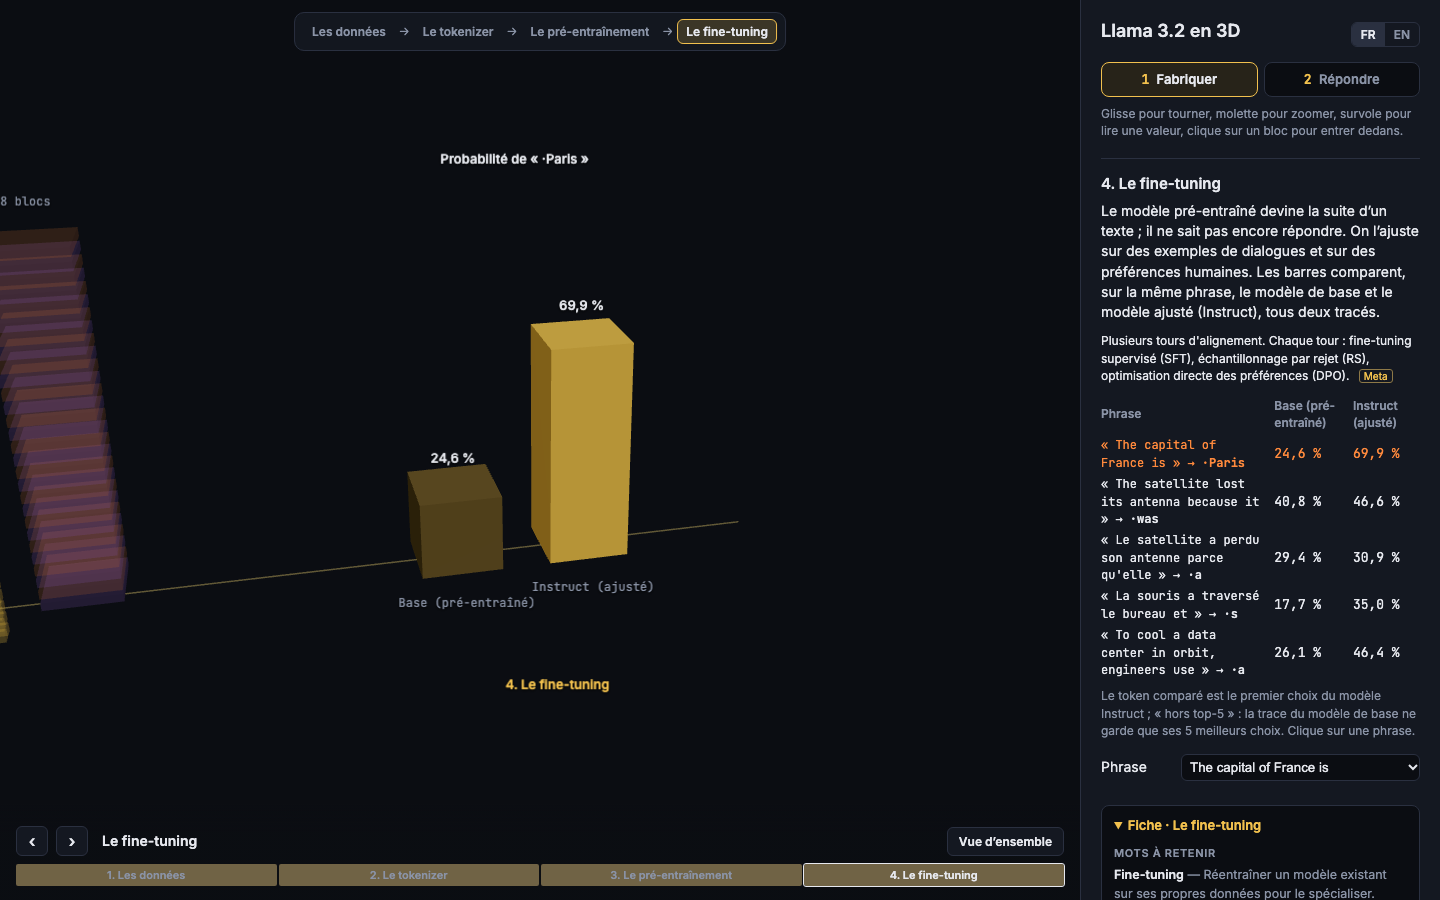 Les données → Le tokenizer → Le pré-entraînement → Le fine-tuning
Probabilité de « ·Paris »
8 blocs
69,9 %
24,6 %
Instruct (ajusté)
Base (pré-entraîné)
4. Le fine-tuning
‹ › Le fine-tuning
Vue d’ensemble
1. Les données
2. Le tokenizer
3. Le pré-entraînement
4. Le fine-tuning
Llama 3.2 en 3D
FR EN
1 Fabriquer
2 Répondre
Glisse pour tourner, molette pour zoomer, survole pour
lire une valeur, clique sur un bloc pour entrer dedans.
4. Le fine-tuning
Le modèle pré-entraîné devine la suite d’un
texte ; il ne sait pas encore répondre. On l’ajuste
sur des exemples de dialogues et sur des
préférences humaines. Les barres comparent,
sur la même phrase, le modèle de base et le
modèle ajusté (Instruct), tous deux tracés.
Plusieurs tours d'alignement. Chaque tour : fine-tuning
supervisé (SFT), échantillonnage par rejet (RS),
optimisation directe des préférences (DPO). Meta
Phrase
Base (pré-
entraîné)
Instruct
(ajusté)
« The capital of
France is » → ·Paris
24,6 %
69,9 %
« The satellite lost
its antenna because it
» → ·was
40,8 %
46,6 %
« Le satellite a perdu
son antenne parce
qu'elle » → ·a
29,4 %
30,9 %
« La souris a traversé
le bureau et » → ·s
17,7 %
35,0 %
« To cool a data
center in orbit,
engineers use » → ·a
26,1 %
46,4 %
Le token comparé est le premier choix du modèle
Instruct ; « hors top-5 » : la trace du modèle de base ne
garde que ses 5 meilleurs choix. Clique sur une phrase.
Phrase
The capital of France is
▼ Fiche · Le fine-tuning
MOTS À RETENIR
Fine-tuning — Réentraîner un modèle existant
sur ses propres données pour le spécialiser.